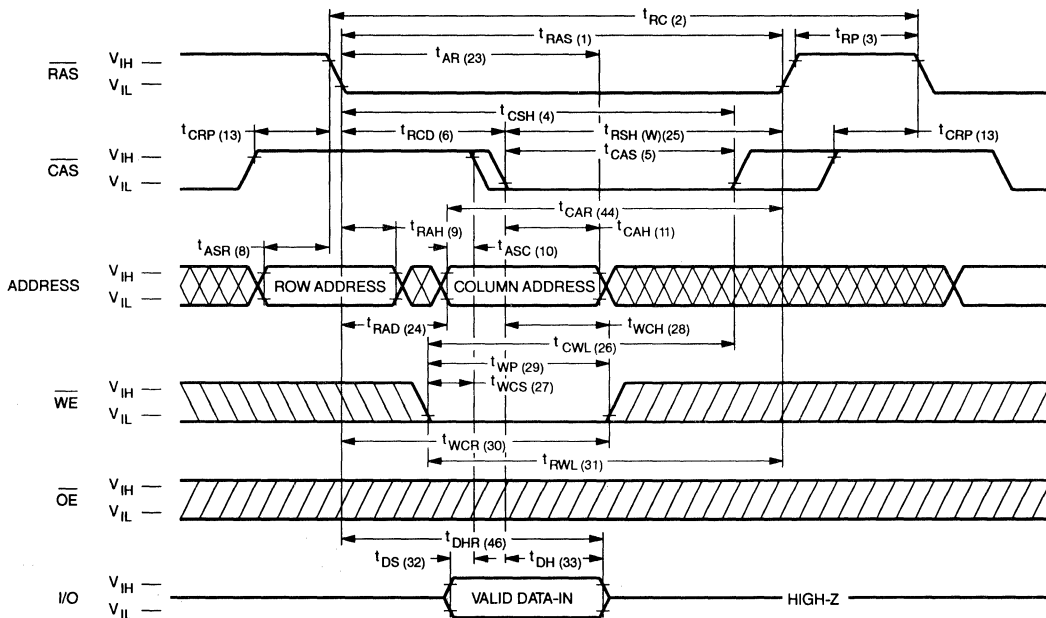 tRC (2)
tRAS (1)
tRP (3)
tAR (23)
RAS
VIH
VIL
tCSH (4)
tCRP (13)
tRCD (6)
tRSH (W)(25)
tCRP (13)
CAS
VIH
VIL
tCAS (5)
tCAR (44)
tRAH (9)
tCAH (11)
tASR (8)
tASC (10)
ADDRESS
VIH
VIL
ROW ADDRESS
COLUMN ADDRESS
tRAD (24)
tWCH (28)
tCWL (26)
tWP (29)
tWCS (27)
WE
VIH
VIL
tWCR (30)
tRWL (31)
OE
VIH
VIL
tDHR (46)
tDS (32)
tDH (33)
I/O
VIH
VIL
VALID DATA-IN
HIGH-Z